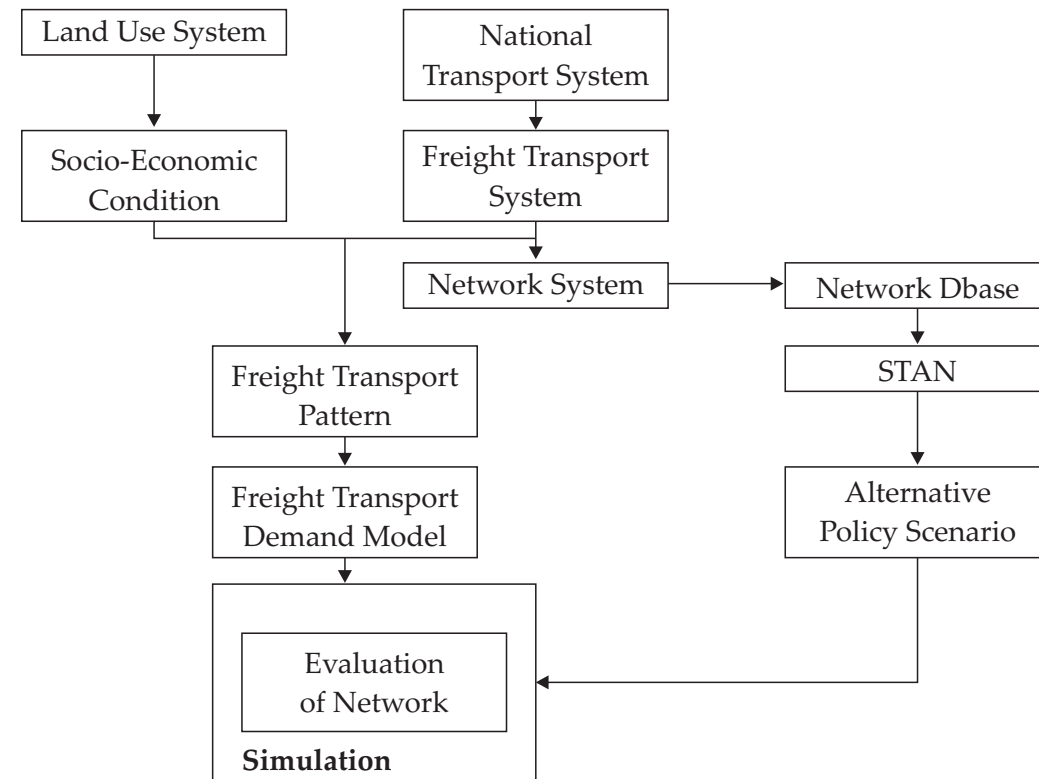 Land Use System
National
Transport System
Socio-Economic
Condition
Freight Transport
System
Network System
Network Dbase
Freight Transport
Pattern
STAN
Freight Transport
Demand Model
Alternative
Policy Scenario
Evaluation
of Network
Simulation